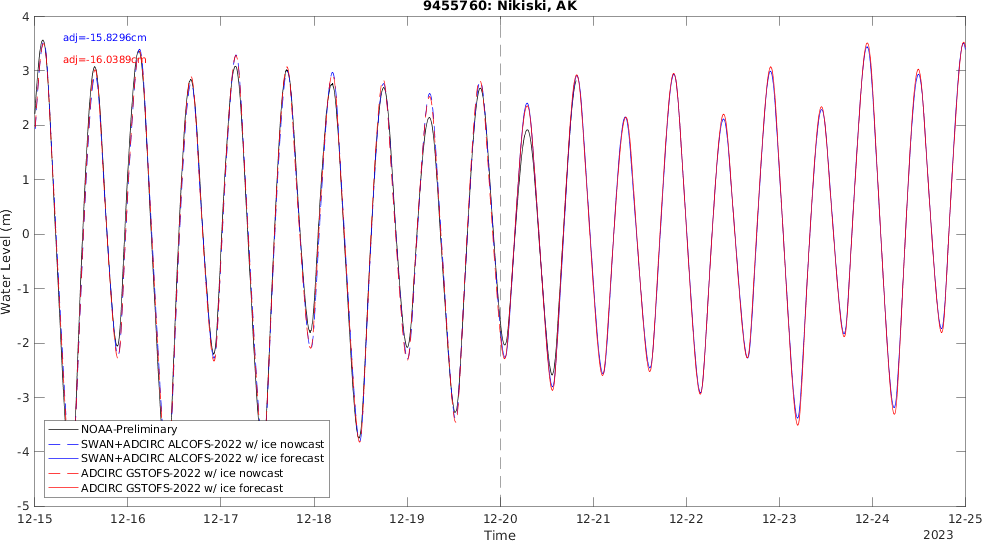 9455760: Nikiski, AK
adj=-15.8296cm
adj=-16.0389cm
4
3
2
1
0
-1
-2
-3
-4
-5
Water Level (m)
NOAA-Preliminary
SWAN+ADCIRC ALCOFS-2022 w/ ice nowcast
SWAN+ADCIRC ALCOFS-2022 w/ ice forecast
ADCIRC GSTOFS-2022 w/ ice nowcast
ADCIRC GSTOFS-2022 w/ ice forecast
12-15 12-16 12-17 12-18 12-19 12-20 12-21 12-22 12-23 12-24 12-25
Time
2023